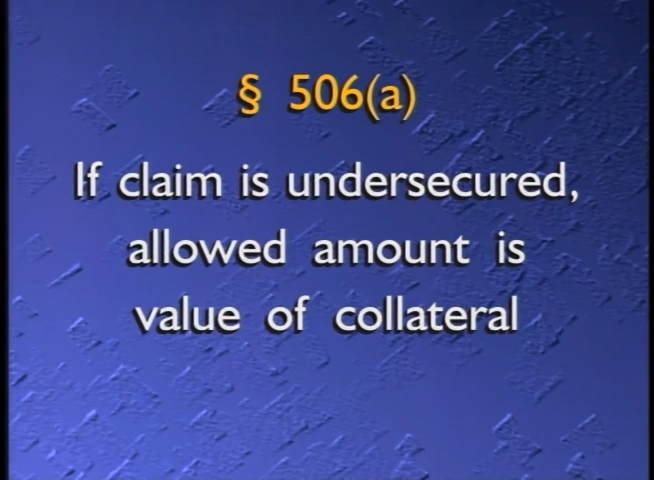 § 506(a)
If claim is undersecured,
allowed amount is
value of collateral